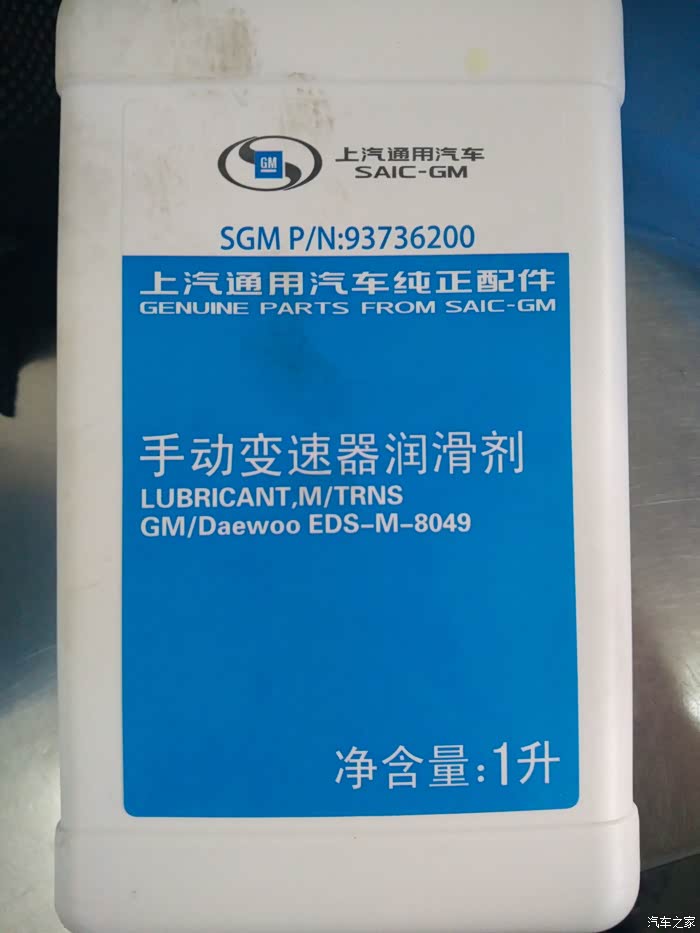 GM
上汽通用汽车
SAIC-GM
SGM P/N:93736200
上汽通用汽车纯正配件
GENUINE PARTS FROM SAIC-GM
手动变速器润滑剂
LUBRICANT,M/TRNS
GM/Daewoo EDS-M-8049
净含量:1升
汽车之家